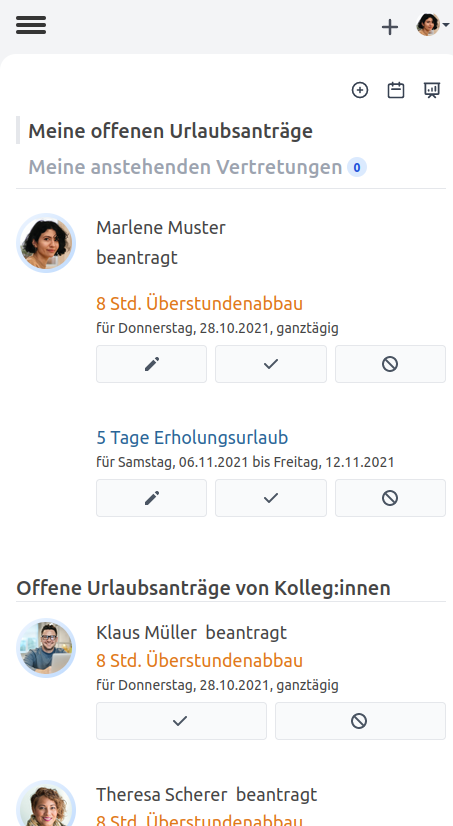 Meine offenen Urlaubsanträge
Meine anstehenden Vertretungen 0
Marlene Muster
beantragt
8 Std. Überstundenabbau
für Donnerstag, 28.10.2021, ganztägig
5 Tage Erholungsurlaub
für Samstag, 06.11.2021 bis Freitag, 12.11.2021
Offene Urlaubsanträge von Kolleg:innen
Klaus Müller beantragt
8 Std. Überstundenabbau
für Donnerstag, 28.10.2021, ganztägig
Theresa Scherer beantragt
8 Std. Überstundenabbau